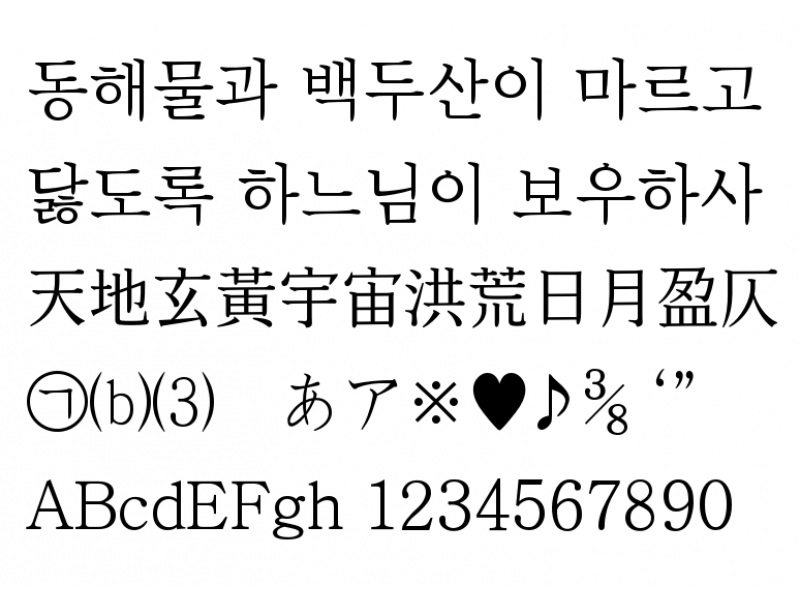 동해물과 백두산이 마르고
닳도록 하느님이 보우하사
天地玄黃宇宙洪荒日月盈仄
㉠⒝⑶　あア※♥♪⅜ ‘”
ABcdEFgh 1234567890